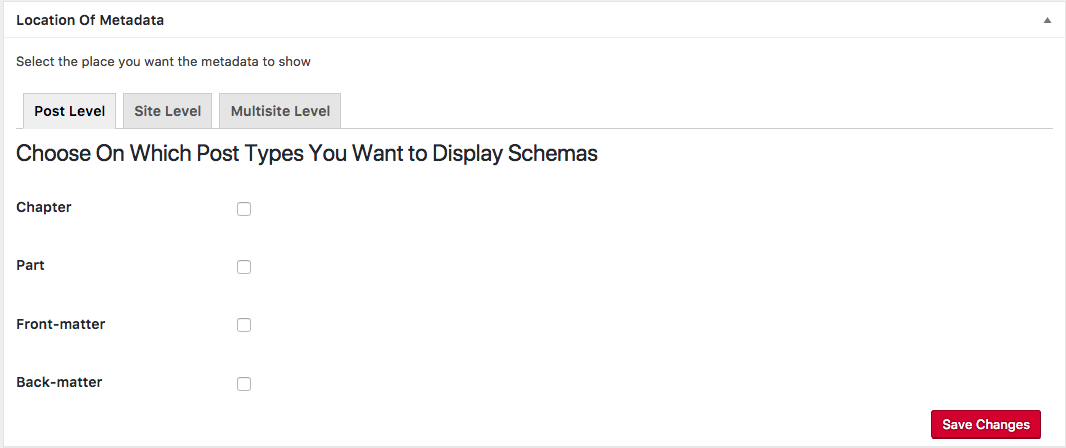 Location Of Metadata
Select the place you want the metadata to show
Post Level Site Level Multisite Level
Choose On Which Post Types You Want to Display Schemas
Chapter
Part
Front-matter
Back-matter
Save Changes